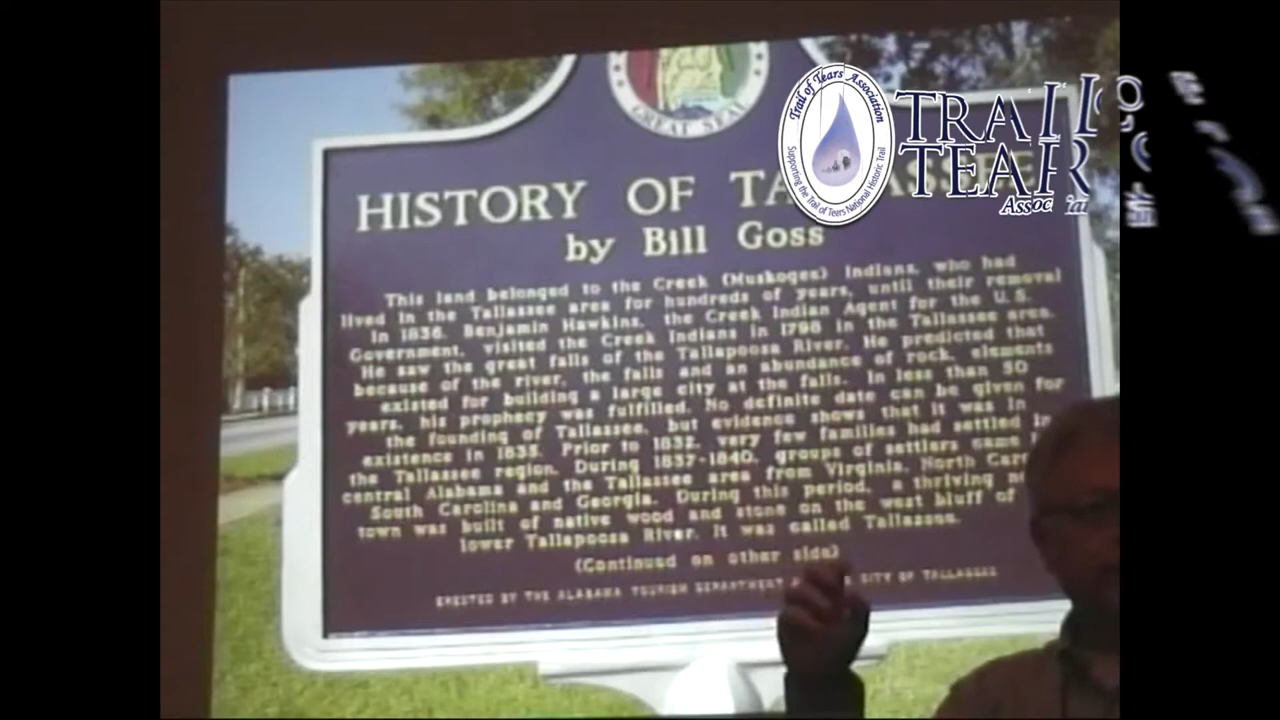 GREAT SEAL
Trail of Tears Association
Supporting the Trail of Tears National Historic Trail
TRAIL
TEAR
Associa
HISTORY OF TA ASSEE
by Bill Goss
This land belonged to the Creek (Muskogee) Indians, who had
lived in the Tallassee area for hundreds of years, until their removal
in 1836. Benjamin Hawkins, the Creek Indian Agent for the U.S.
Government, visited the Creek Indians in 1798 in the Tallassee area.
He saw the great falls of the Tallapoosa River. He predicted that
because of the river, the falls and an abundance of rock, elements
existed for building a large city at the falls. In less than 50
years, his prophecy was fulfilled. No definite date can be given for
the founding of Tallassee, but evidence shows that it was in
existence in 1835. Prior to 1832, very few families had settled in
the Tallassee region. During 1837-1840, groups of settlers came
central Alabama and the Tallassee area from Virginia, North Caro
South Carolina and Georgia. During this period, a thriving
town was built of native wood and stone on the west bluff of
lower Tallapoosa River. It was called Tallassee.
(Continued on other side)
ERECTED BY THE ALABAMA TOURISM DEPARTMENT CITY OF TALLASSEE